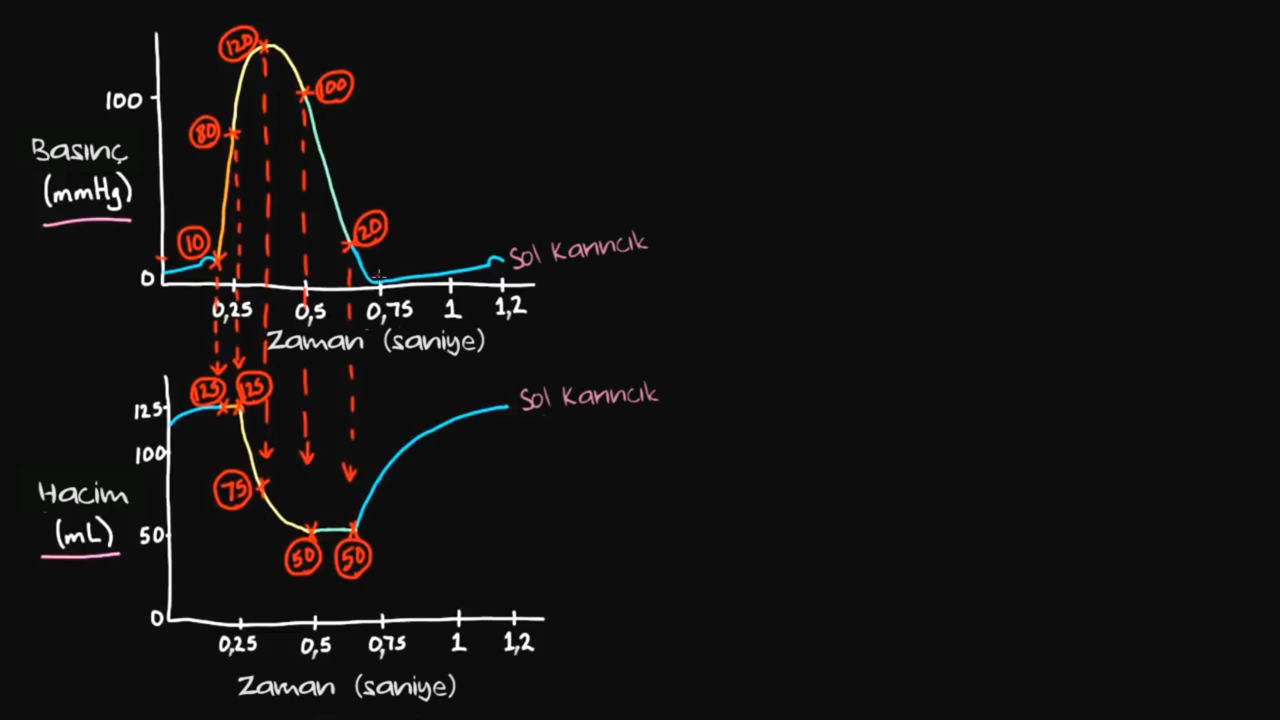 120
100
100
80
Basınç
(mmHg)
10
20
Sol Karıncık
0
0,25 0,5 0,75 1 1,2
Zaman (saniye)
125 125
Sol Karıncık
125
100
75
Hacim
(mL)
50
50 50
0
0,25 0,5 0,75 1 1,2
Zaman (saniye)